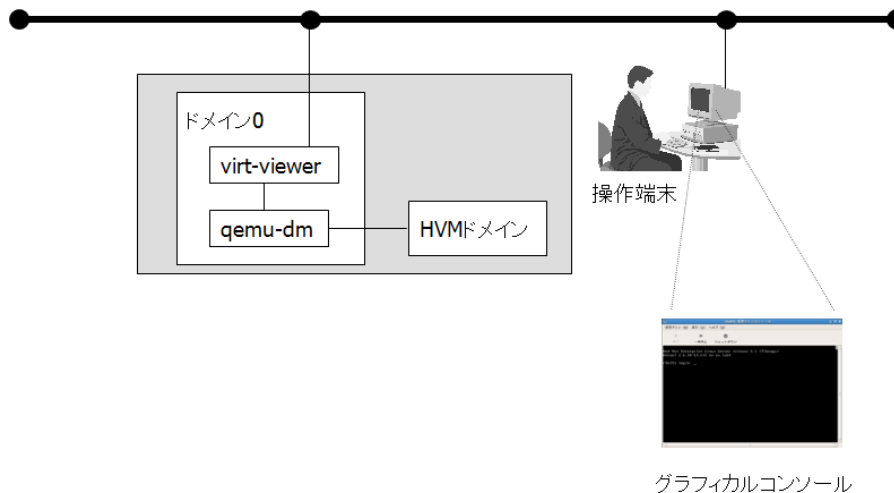 ドメイン0
virt-viewer
qemu-dm
HVMドメイン
操作端末
グラフィカルコンソール